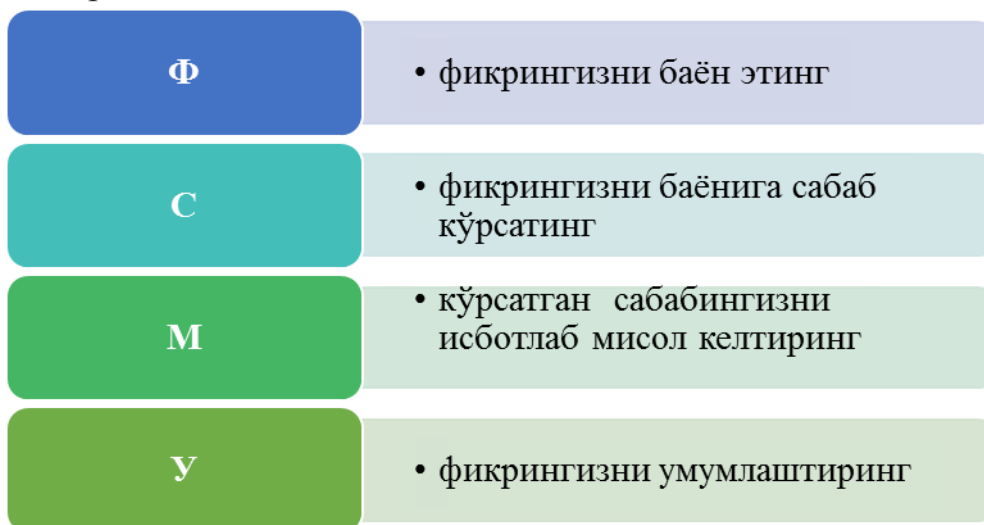 Ф
• фикрингизни баён этинг
С
• фикрингизни баёнига сабаб
кўрсатинг
М
• кўрсатган сабабингизни
исботлаб мисол келтиринг
У
• фикрингизни умумлаштиринг